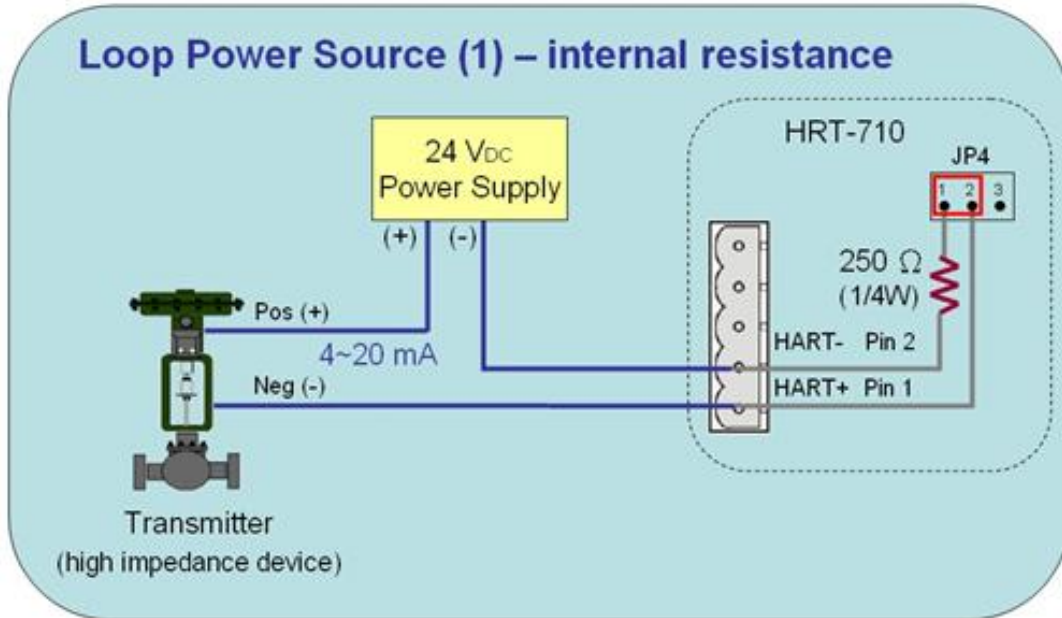 Loop Power Source (1) – internal resistance
HRT-710
JP4
1 2 3
24 VDC
Power Supply
(+) (-)
250 Ω
(1/4W)
Pos (+)
4~20 mA
HART- Pin 2
Neg (-)
HART+ Pin 1
Transmitter
(high impedance device)